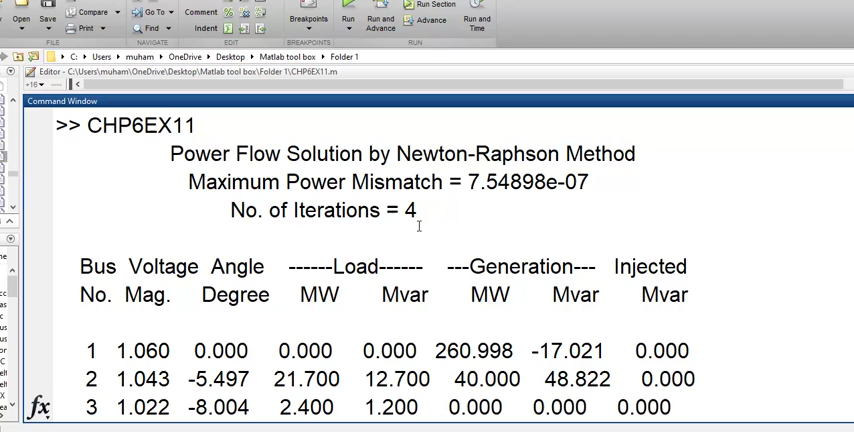 Open
Save
Compare
Print
Go To
Find
Comment
Indent
Breakpoints
Run
Run and
Advance
Run Section
Advance
Run and
Time
FILE
NAVIGATE
EDIT
BREAKPOINTS
RUN
C: Users muham OneDrive Desktop Matlab tool box Folder 1
Editor - C:\Users\muham\OneDrive\Desktop\Matlab tool box\Folder 1\CHP6EX11.m
+16
Command Window
>> CHP6EX11
Power Flow Solution by Newton-Raphson Method
Maximum Power Mismatch = 7.54898e-07
No. of Iterations = 4
Bus Voltage Angle ------Load------ ---Generation--- Injected
No. Mag. Degree MW Mvar MW Mvar Mvar
1 1.060 0.000 0.000 0.000 260.998 -17.021 0.000
2 1.043 -5.497 21.700 12.700 40.000 48.822 0.000
3 1.022 -8.004 2.400 1.200 0.000 0.000 0.000
fx